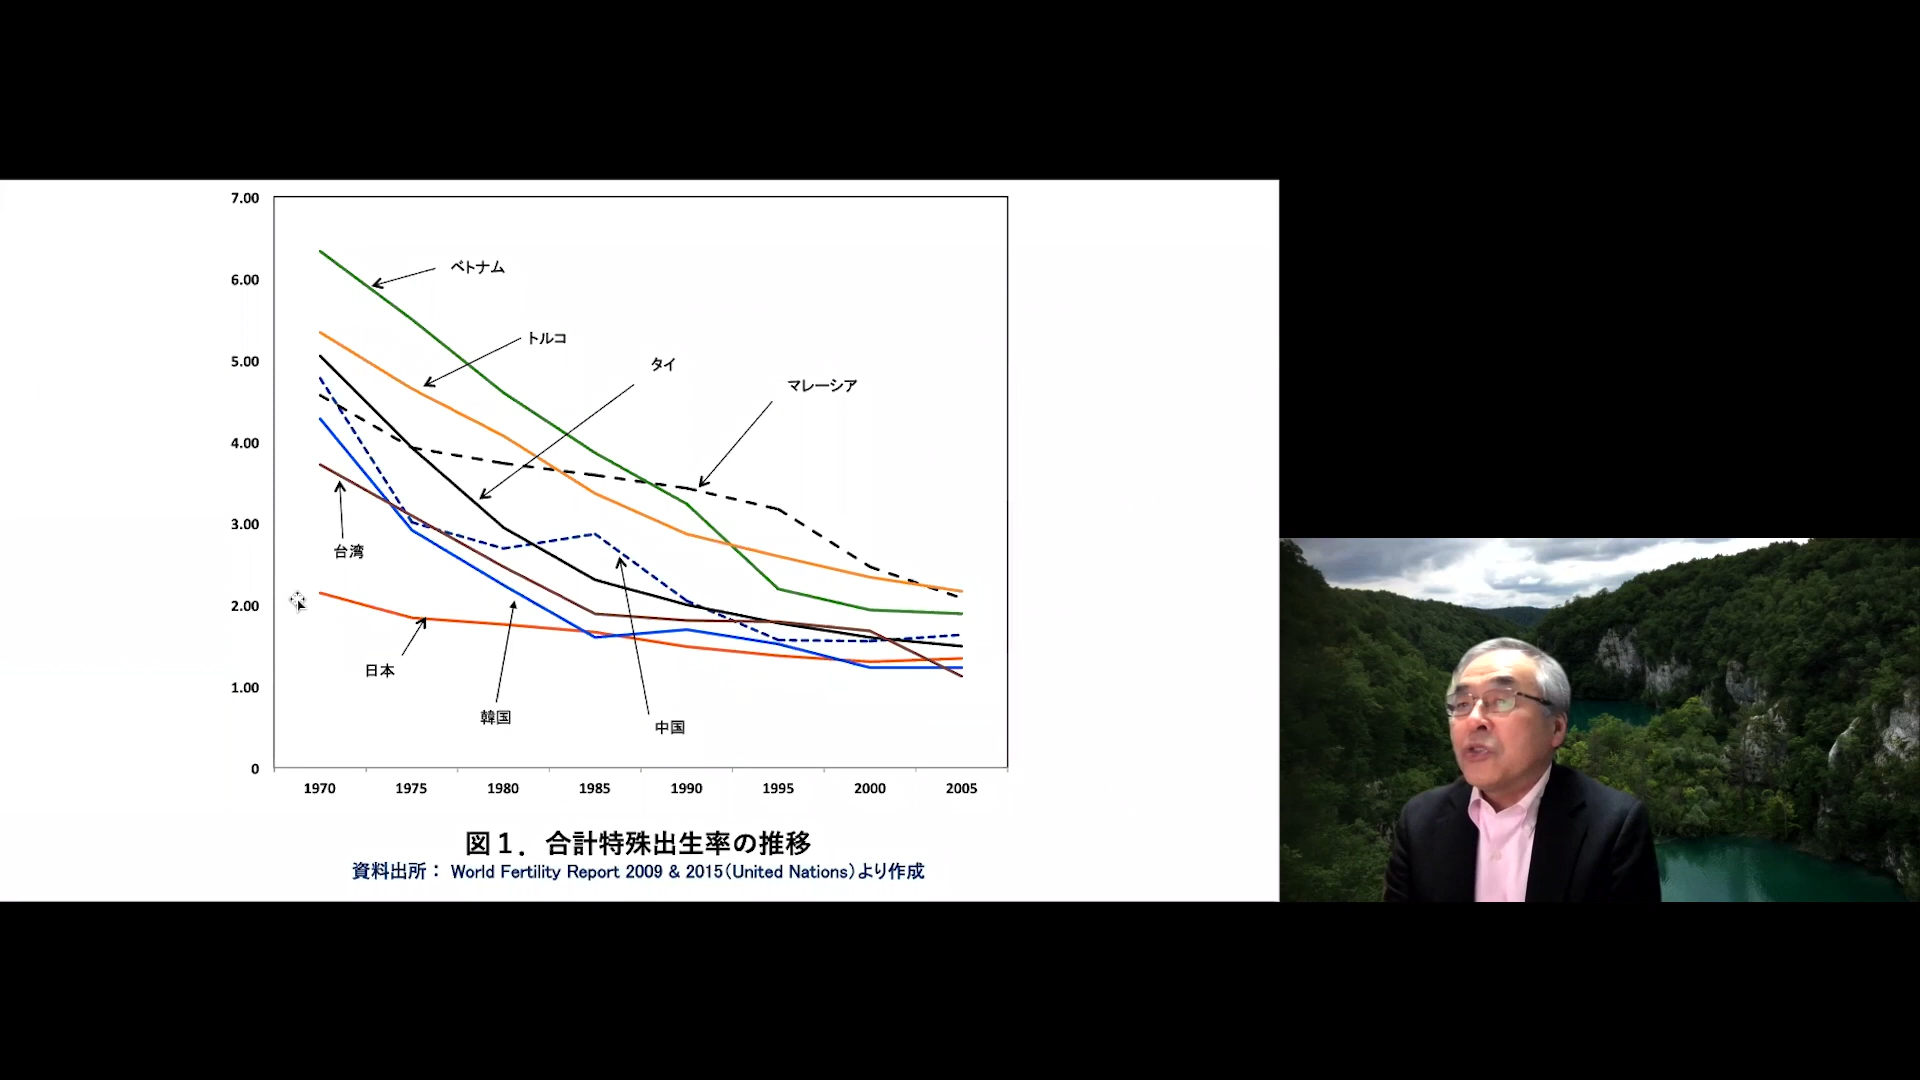 7.00
6.00
5.00
4.00
3.00
2.00
1.00
0
ベトナム
トルコ
タイ
マレーシア
台湾
日本
韓国
中国
1970 1975 1980 1985 1990 1995 2000 2005
図１．合計特殊出生率の推移
資料出所： World Fertility Report 2009 & 2015（United Nations）より作成